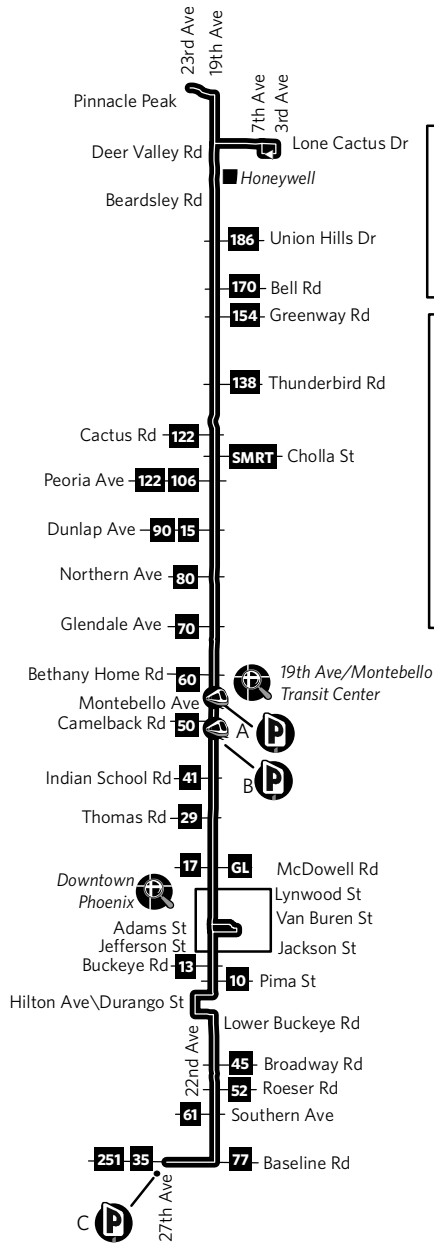 23rd Ave
19th Ave
Pinnacle Peak
7th Ave
3rd Ave
Deer Valley Rd
Lone Cactus Dr
Honeywell
Beardsley Rd
186 Union Hills Dr
170 Bell Rd
154 Greenway Rd
138 Thunderbird Rd
Cactus Rd 122
SMRT Cholla St
Peoria Ave 122 106
Dunlap Ave 90 15
Northern Ave 80
Glendale Ave 70
Bethany Home Rd 60
19th Ave/Montebello
Transit Center
Montebello Ave
A P
Camelback Rd 50
B P
Indian School Rd 41
Thomas Rd 29
17 GL McDowell Rd
Downtown
Phoenix
Lynwood St
Van Buren St
Adams St
Jefferson St
Jackson St
Buckeye Rd 13
10 Pima St
Hilton Ave\Durango St
Lower Buckeye Rd
22nd Ave
45 Broadway Rd
52 Roeser Rd
61 Southern Ave
251 35
77 Baseline Rd
27th Ave
C P